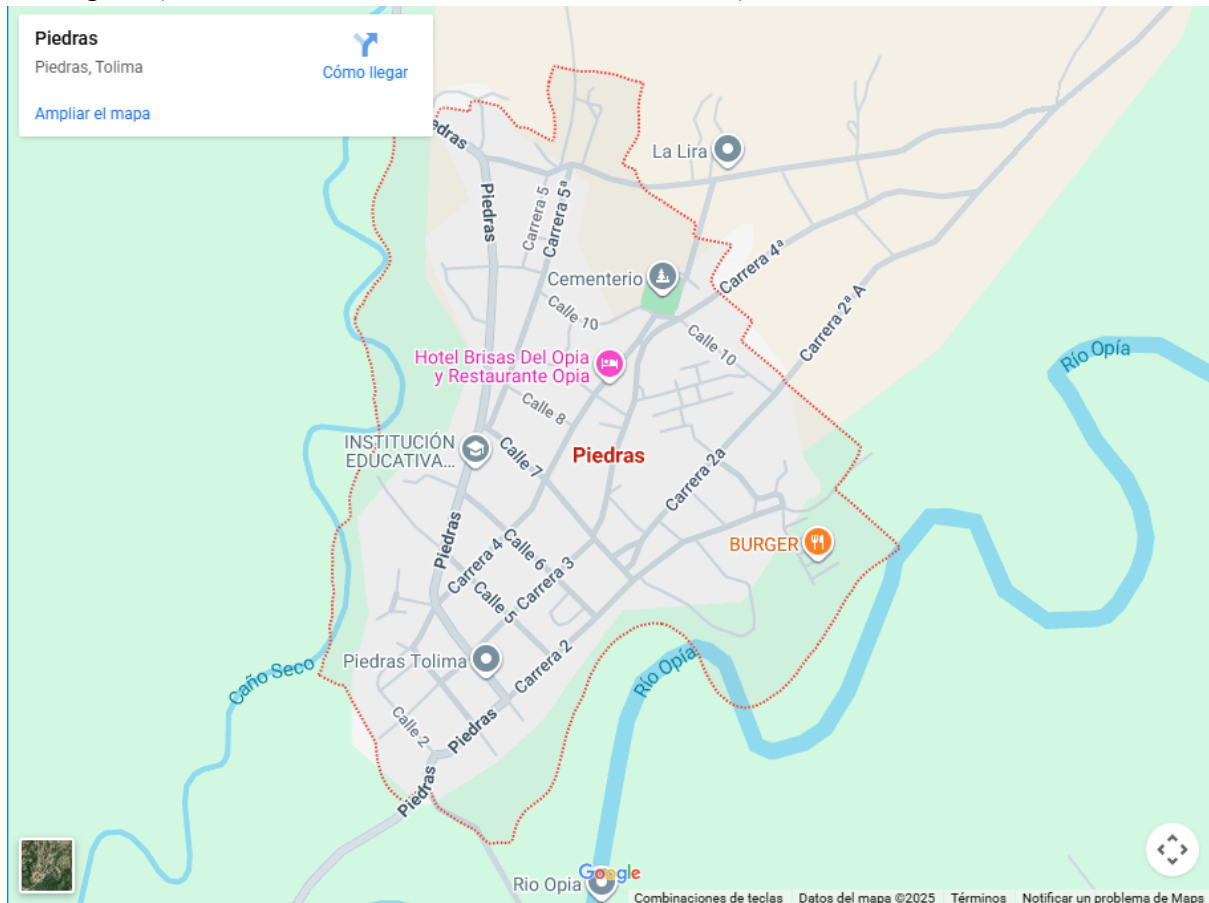 Piedras
Piedras, Tolima
Cómo llegar
Ampliar el mapa
Piedras
La Lira
Piedras
Carrera 5
Carrera 5ª
Carrera 4ª
Cementerio
Calle 10
Calle 10
Carrera 2ª A
Río Opía
Hotel Brisas Del Opia
y Restaurante Opia
Calle 8
INSTITUCIÓN
EDUCATIVA...
Calle 7
Piedras
Carrera 2a
Piedras
Carrera 4
Calle 6
BURGER
Carrera 3
Calle 5
Caño Seco
Piedras Tolima
Carrera 2
Río Opía
Calle 2
Piedras
Piedras
Rio Opia
Google
Combinaciones de teclas
Datos del mapa ©2025
Términos
Notificar un problema de Maps